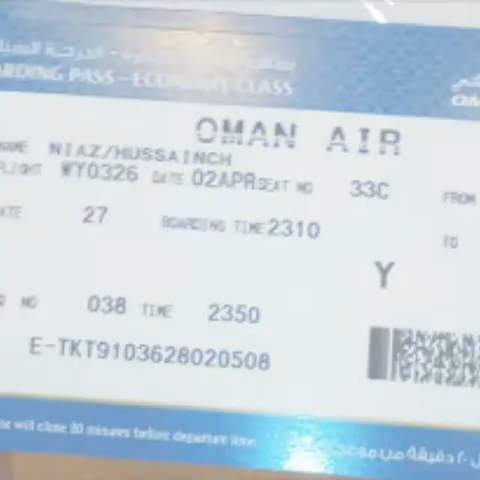 BOARDING PASS - ECONOMY CLASS
OMAN AIR
NAME NIAZ/HUSSAINCH
FLIGHT WY0326 DATE 02APR SEAT NO 33C FROM
GATE 27 BOARDING TIME 2310 TO
Y
NO 038 TIME 2350
E-TKT9103628020508
will close 20 minutes before departure time